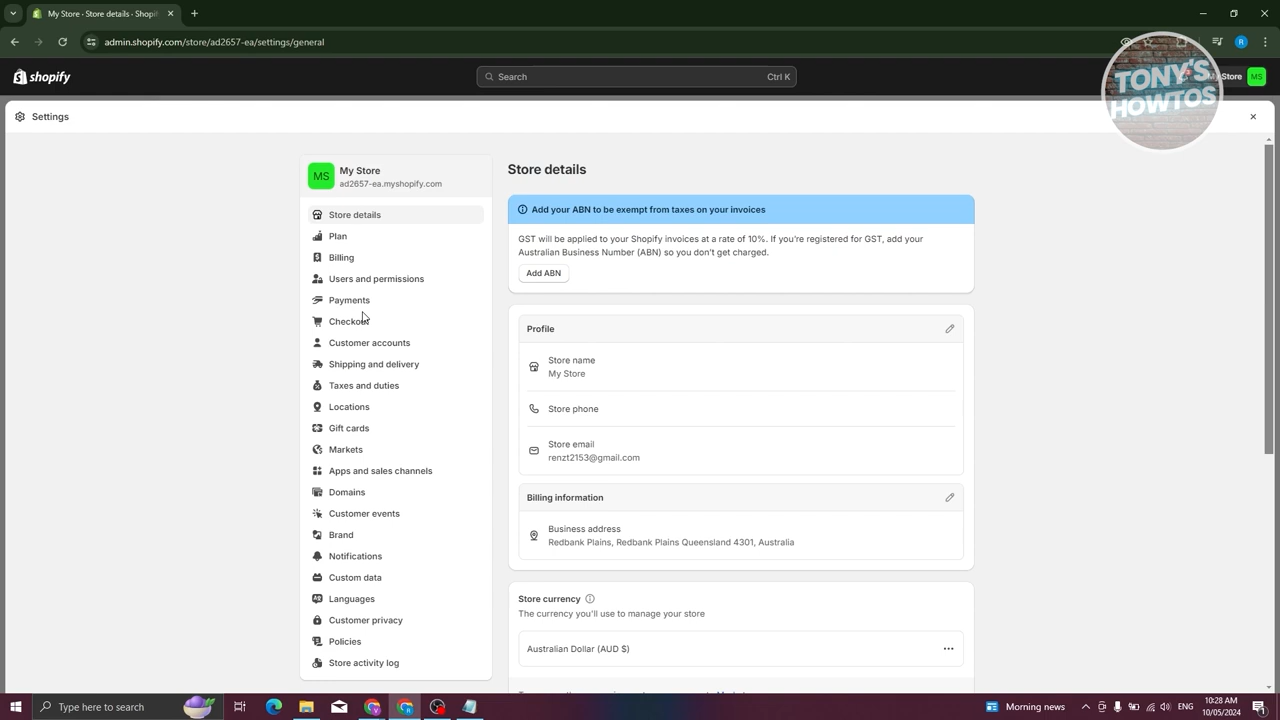 My Store - Store details - Shopif
admin.shopify.com/store/ad2657-ea/settings/general
R
shopify
Search
Ctrl K
My Store
MS
TONY'S
HOWTOS
Settings
MS
My Store
ad2657-ea.myshopify.com
Store details
Plan
Billing
Users and permissions
Payments
Checkout
Customer accounts
Shipping and delivery
Taxes and duties
Locations
Gift cards
Markets
Apps and sales channels
Domains
Customer events
Brand
Notifications
Custom data
Languages
Customer privacy
Policies
Store activity log
Store details
Add your ABN to be exempt from taxes on your invoices
GST will be applied to your Shopify invoices at a rate of 10%. If you're registered for GST, add your
Australian Business Number (ABN) so you don't get charged.
Add ABN
Profile
Store name
My Store
Store phone
Store email
renzt2153@gmail.com
Billing information
Business address
Redbank Plains, Redbank Plains Queensland 4301, Australia
Store currency
The currency you'll use to manage your store
Australian Dollar (AUD $)
Type here to search
Morning news
ENG
10:28 AM
10/05/2024